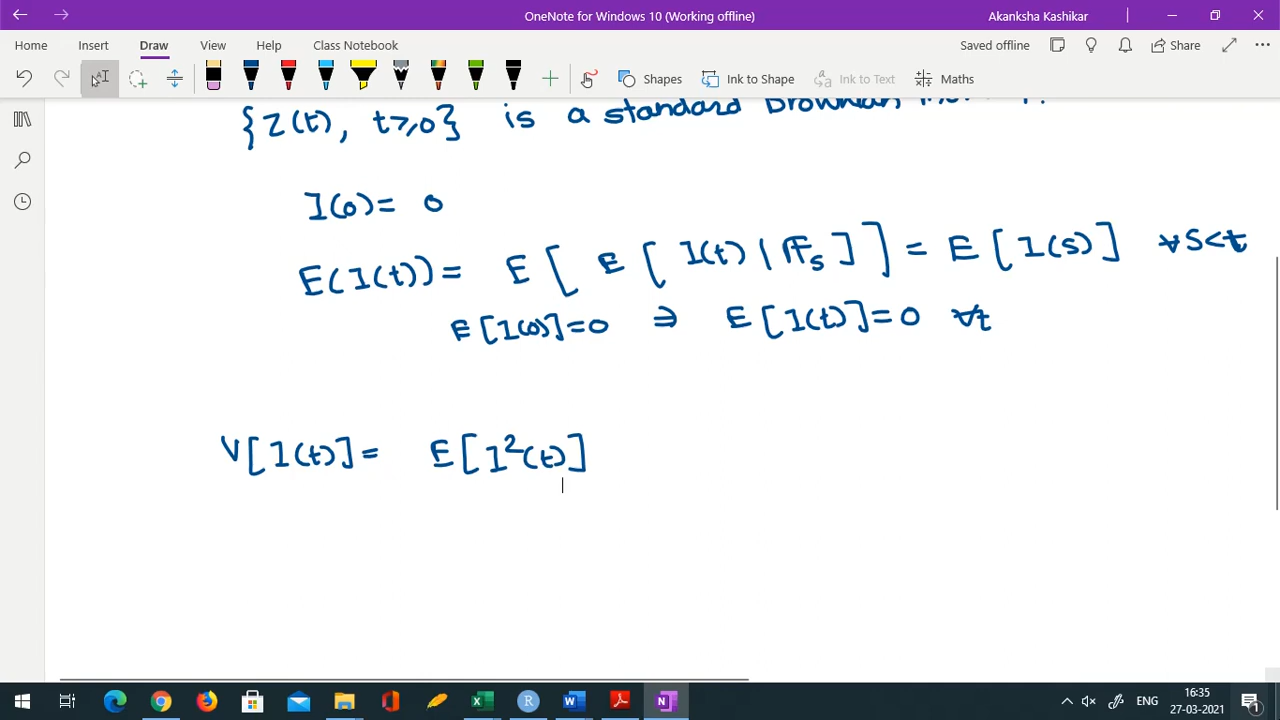 OneNote for Windows 10 (Working offline)
Akanksha Kashikar
Home Insert Draw View Help Class Notebook
Saved offline
Share
Shapes Ink to Shape Ink to Text Maths
{Z(t), t≥0} is a standard Brownian
I(0) = 0
E(I(t)) = E[E[I(t) | 𝔽s]] = E[I(s)] ∀s<t
E[I(0)]=0 ⇒ E[I(t)]=0 ∀t
V[I(t)] = E[I²(t)]
ENG
16:35
27-03-2021